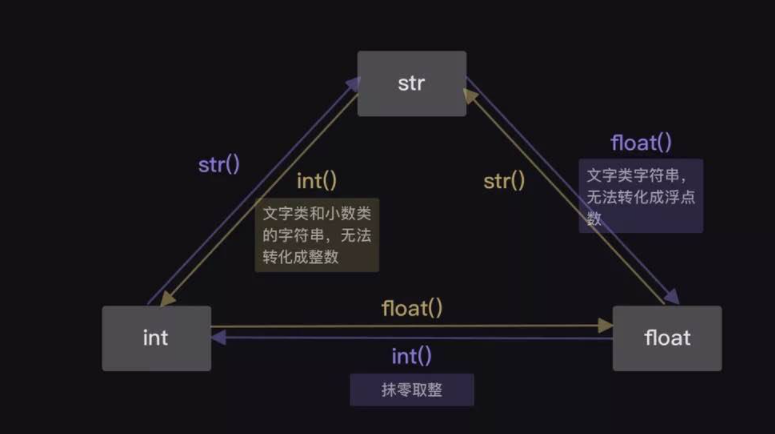 str
float()
str()
int()
str()
文字类字符串，
无法转化成浮点
数
文字类和小数类
的字符串，无法
转化成整数
float()
int
float
int()
抹零取整